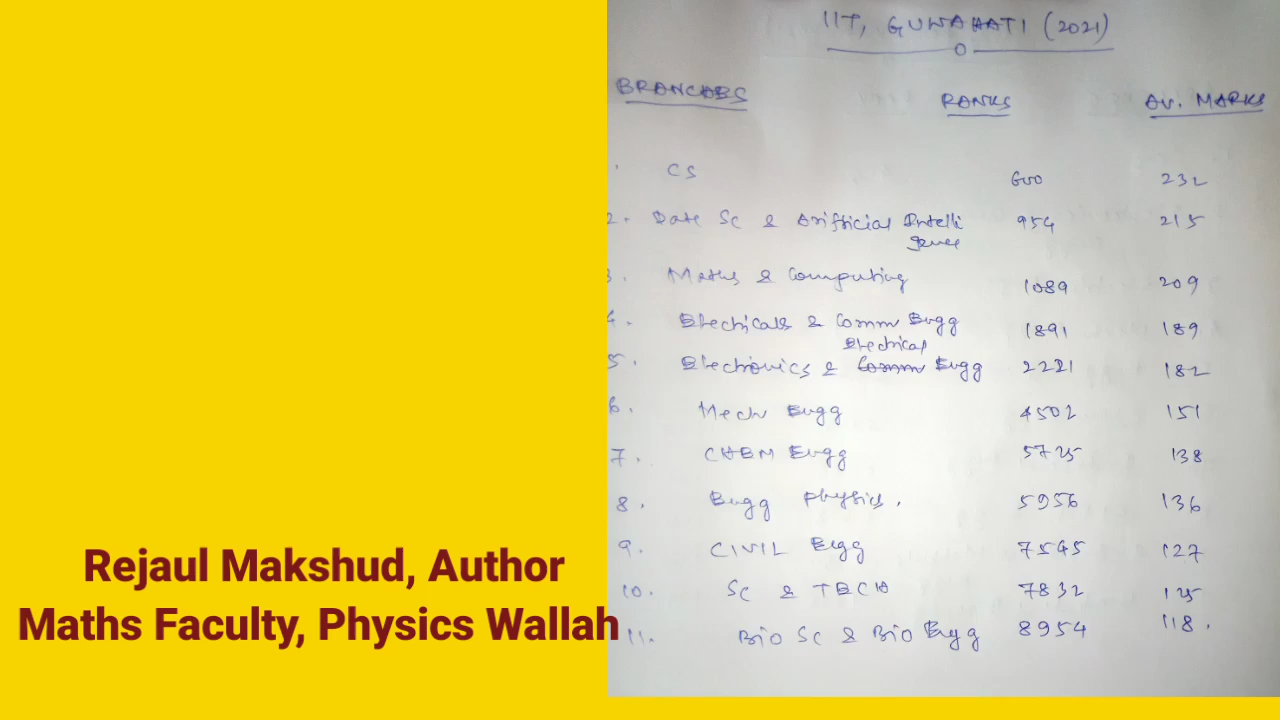 IIT, GUWAHATI (2021)
BRANCHES RANKS AV. MARKS
CS 600 232
2. Data Sc & Arifficial Intelli 954 215
gence
3. Maths & Computing 1089 209
4. Electricals & Comm Engg 1891 189
Electrical
5. Electronics & Comm Engg 2221 182
6. Mech Engg 4502 151
7. CHEM Engg 5725 138
8. Engg Physics. 5956 136
9. CIVIL Engg 7545 127
10. Sc & TECH 7832 125
11. Bio Sc & Bio Engg 8954 118.
Rejaul Makshud, Author
Maths Faculty, Physics Wallah